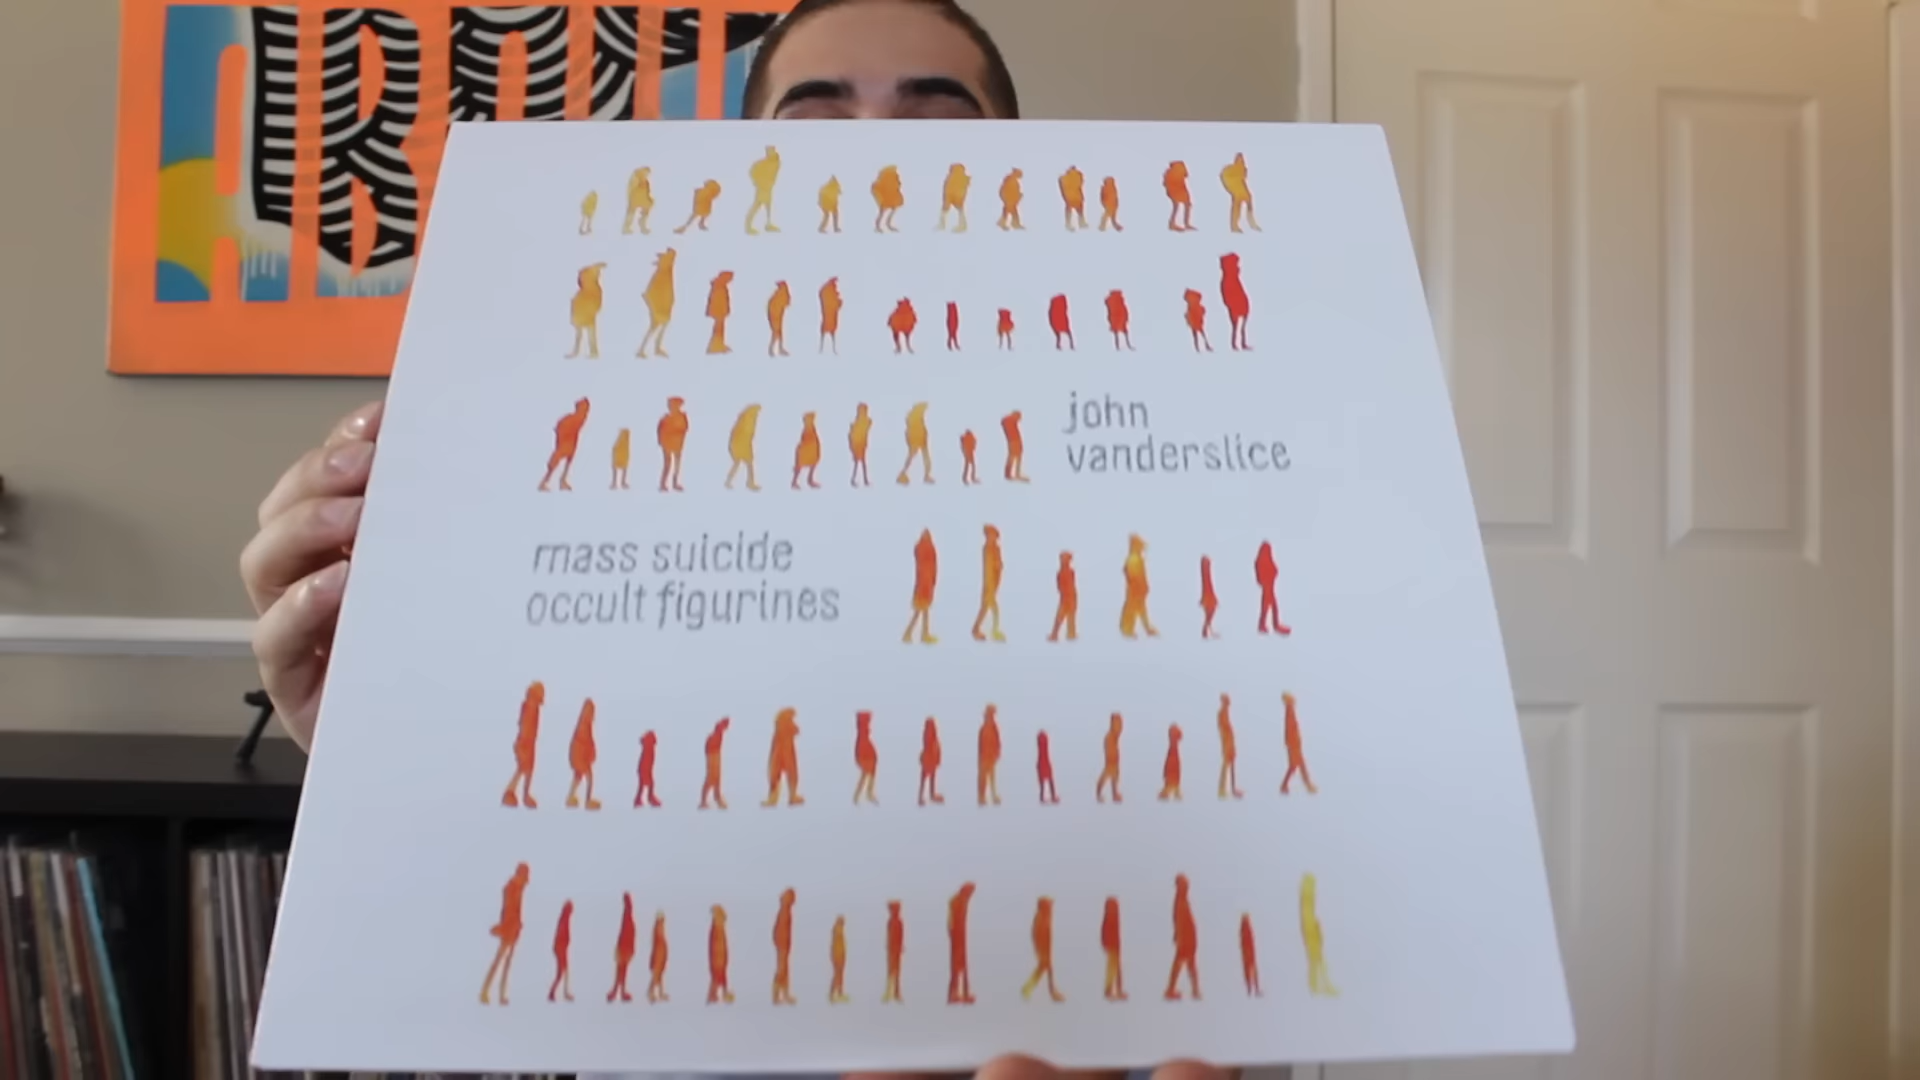 john
vanderslice
mass suicide
occult figurines